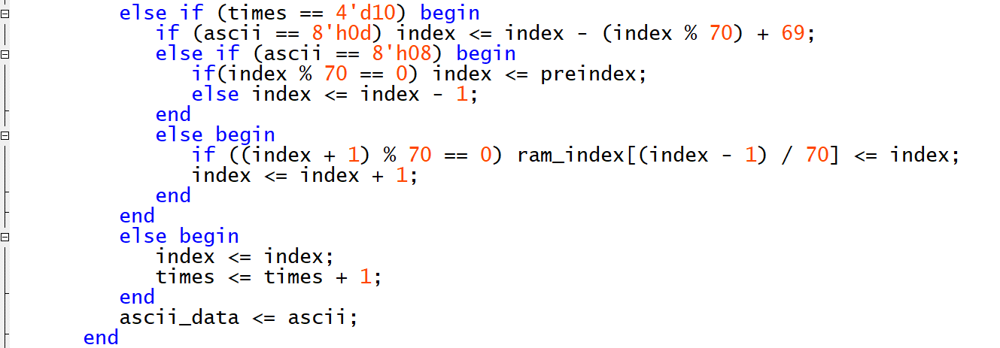 else if (times == 4'd10) begin
if (ascii == 8'h0d) index <= index - (index % 70) + 69;
else if (ascii == 8'h08) begin
if(index % 70 == 0) index <= preindex;
else index <= index - 1;
end
else begin
if ((index + 1) % 70 == 0) ram_index[(index - 1) / 70] <= index;
index <= index + 1;
end
end
else begin
index <= index;
times <= times + 1;
end
ascii_data <= ascii;
end